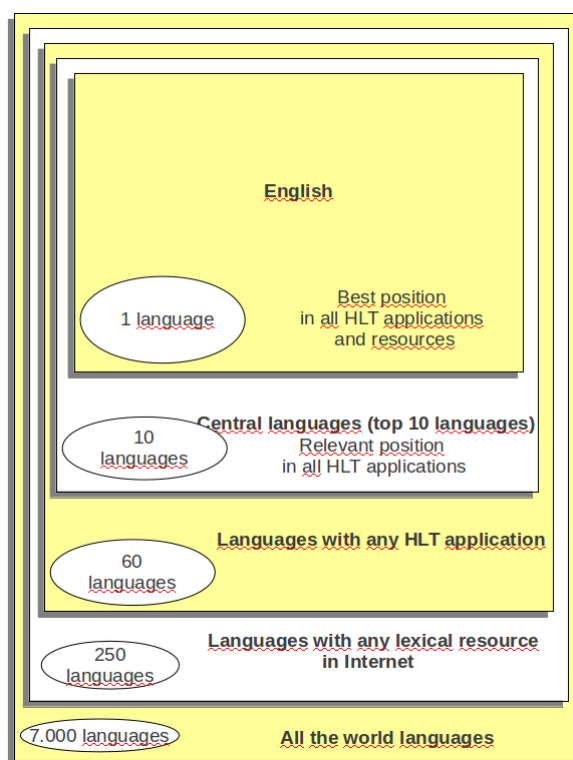 English
1 language
Best position
in all HLT applications
and resources
Central languages (top 10 languages)
10
languages
Relevant position
in all HLT applications
Languages with any HLT application
60
languages
Languages with any lexical resource
in Internet
250
languages
7.000 languages
All the world languages